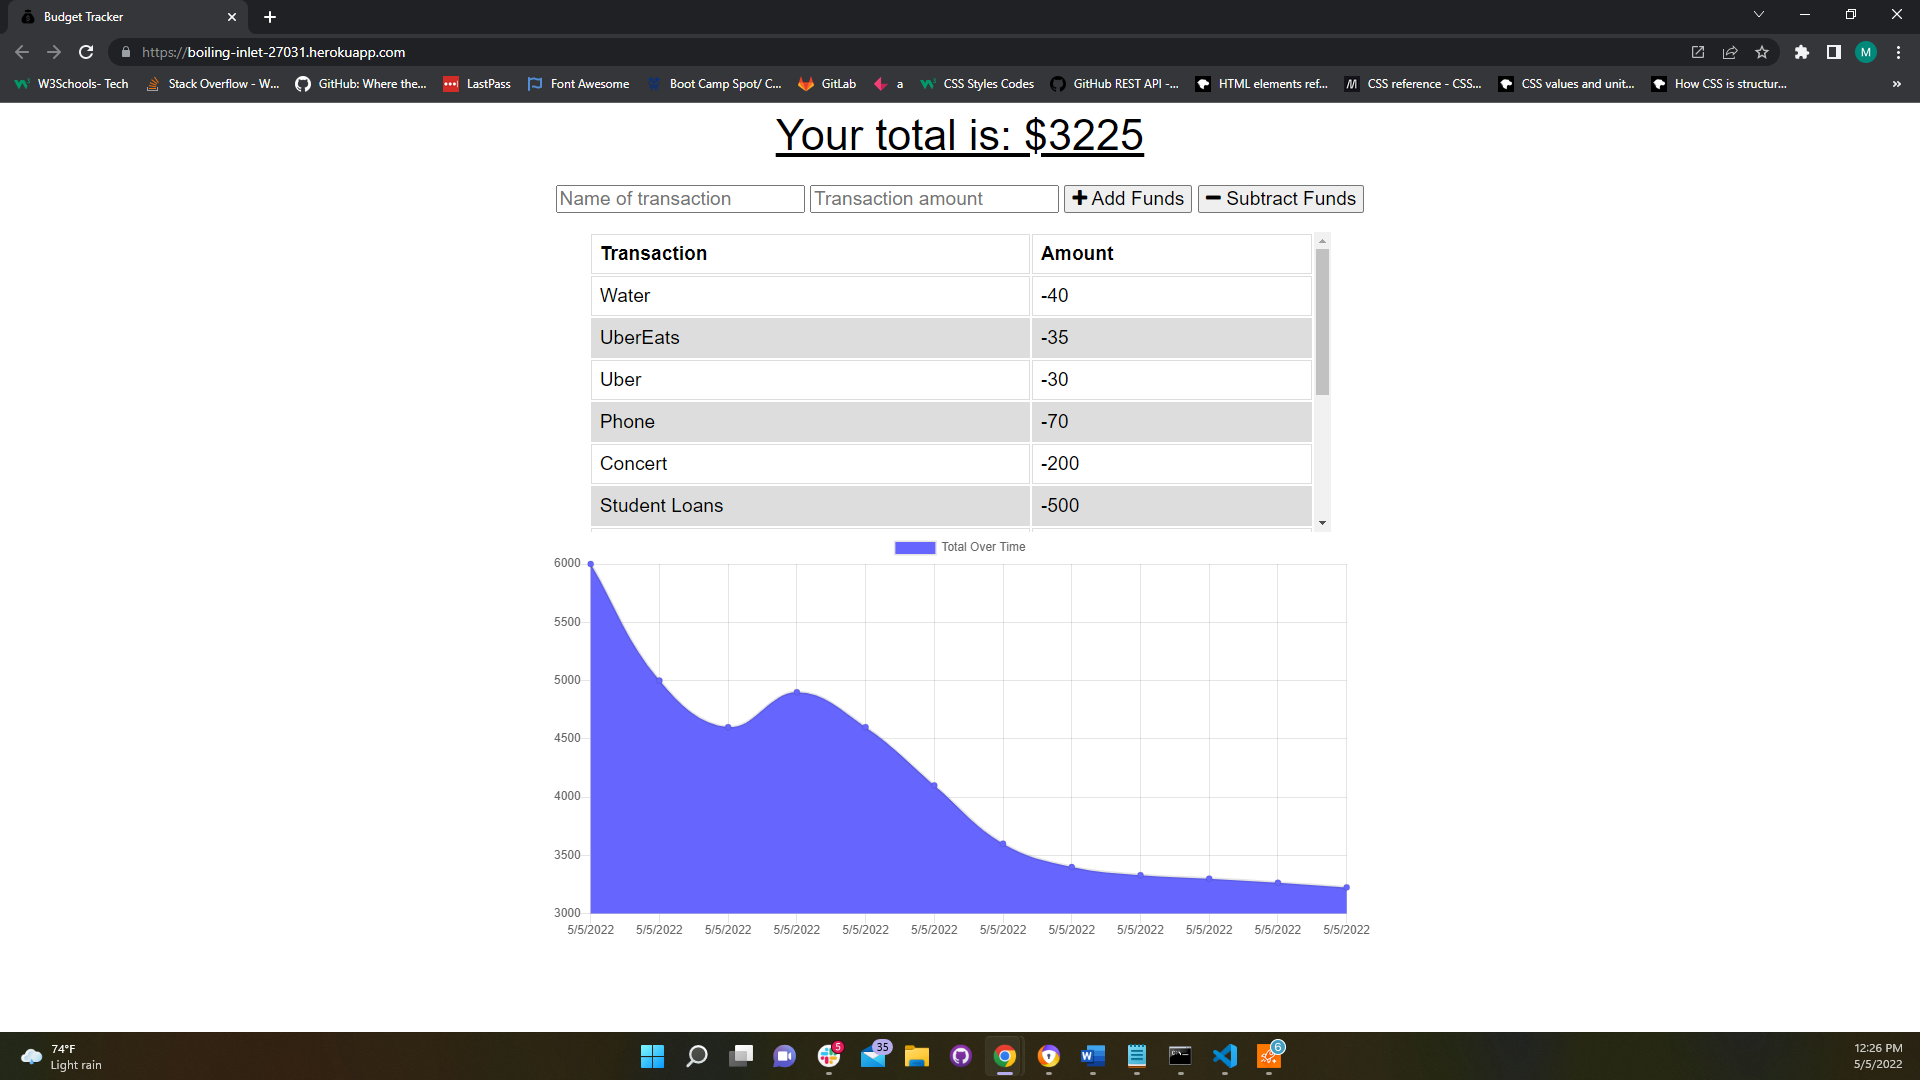 Budget Tracker
https://boiling-inlet-27031.herokuapp.com
M
W3Schools- Tech
Stack Overflow - W...
GitHub: Where the...
LastPass
Font Awesome
Boot Camp Spot/ C...
GitLab
a
CSS Styles Codes
GitHub REST API -...
HTML elements ref...
CSS reference - CSS...
CSS values and unit...
How CSS is structur...
»
Your total is: $3225
Name of transaction
Transaction amount
Add Funds
Subtract Funds
Transaction Amount
Water -40
UberEats -35
Uber -30
Phone -70
Concert -200
Student Loans -500
Total Over Time
6000
5500
5000
4500
4000
3500
3000
5/5/2022 5/5/2022 5/5/2022 5/5/2022 5/5/2022 5/5/2022 5/5/2022 5/5/2022 5/5/2022 5/5/2022 5/5/2022 5/5/2022
74°F
Light rain
5
35
6
12:26 PM
5/5/2022